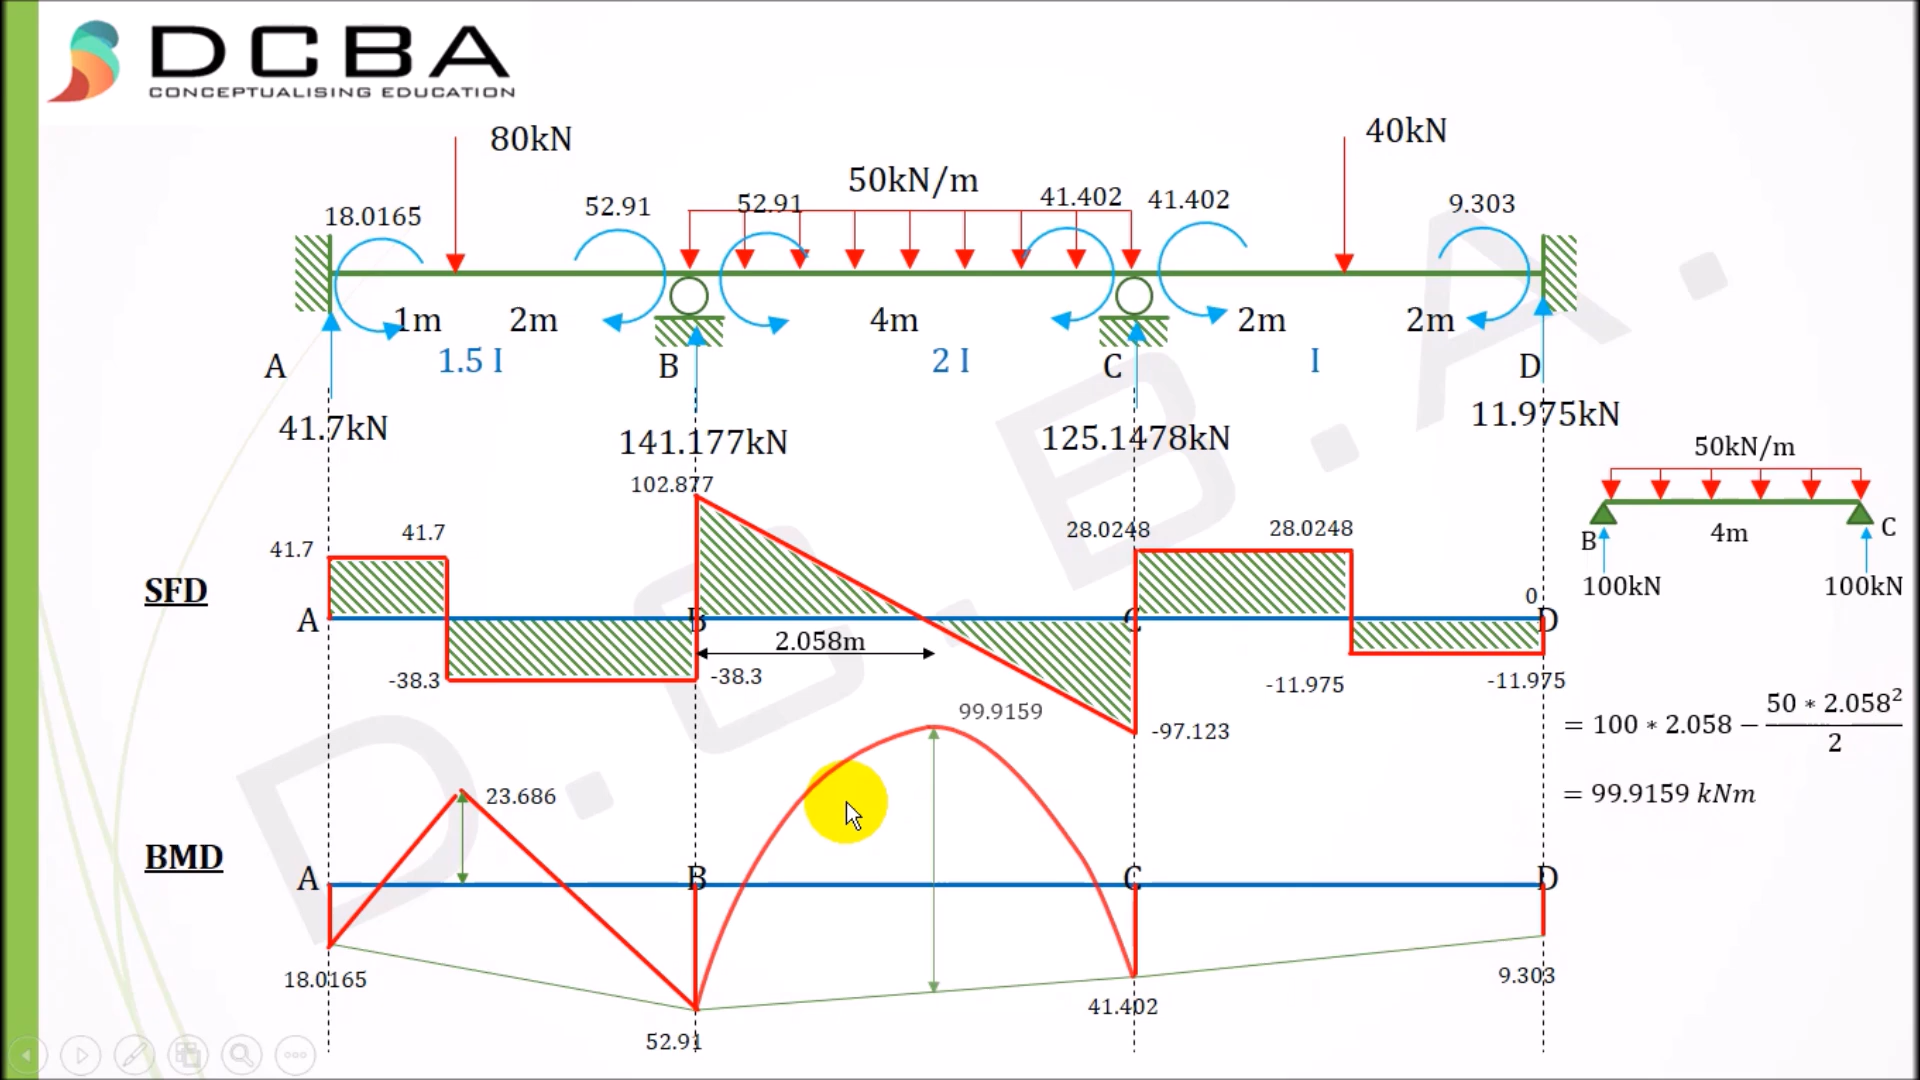 DCBA
CONCEPTUALISING EDUCATION
80kN
40kN
50kN/m
18.0165
52.91
52.91
41.402
41.402
9.303
1m
2m
4m
2m
2m
A
1.5 I
B
2 I
C
I
D
41.7kN
141.177kN
125.1478kN
11.975kN
50kN/m
B
4m
C
100kN
100kN
102.877
41.7
41.7
28.0248
28.0248
0
SFD
A
B
C
D
2.058m
-38.3
-38.3
-11.975
-11.975
-97.123
= 100 ∗ 2.058 − 50 ∗ 2.058² / 2
= 99.9159 kNm
99.9159
23.686
BMD
A
B
C
D
18.0165
52.91
41.402
9.303
D.C.B.A.